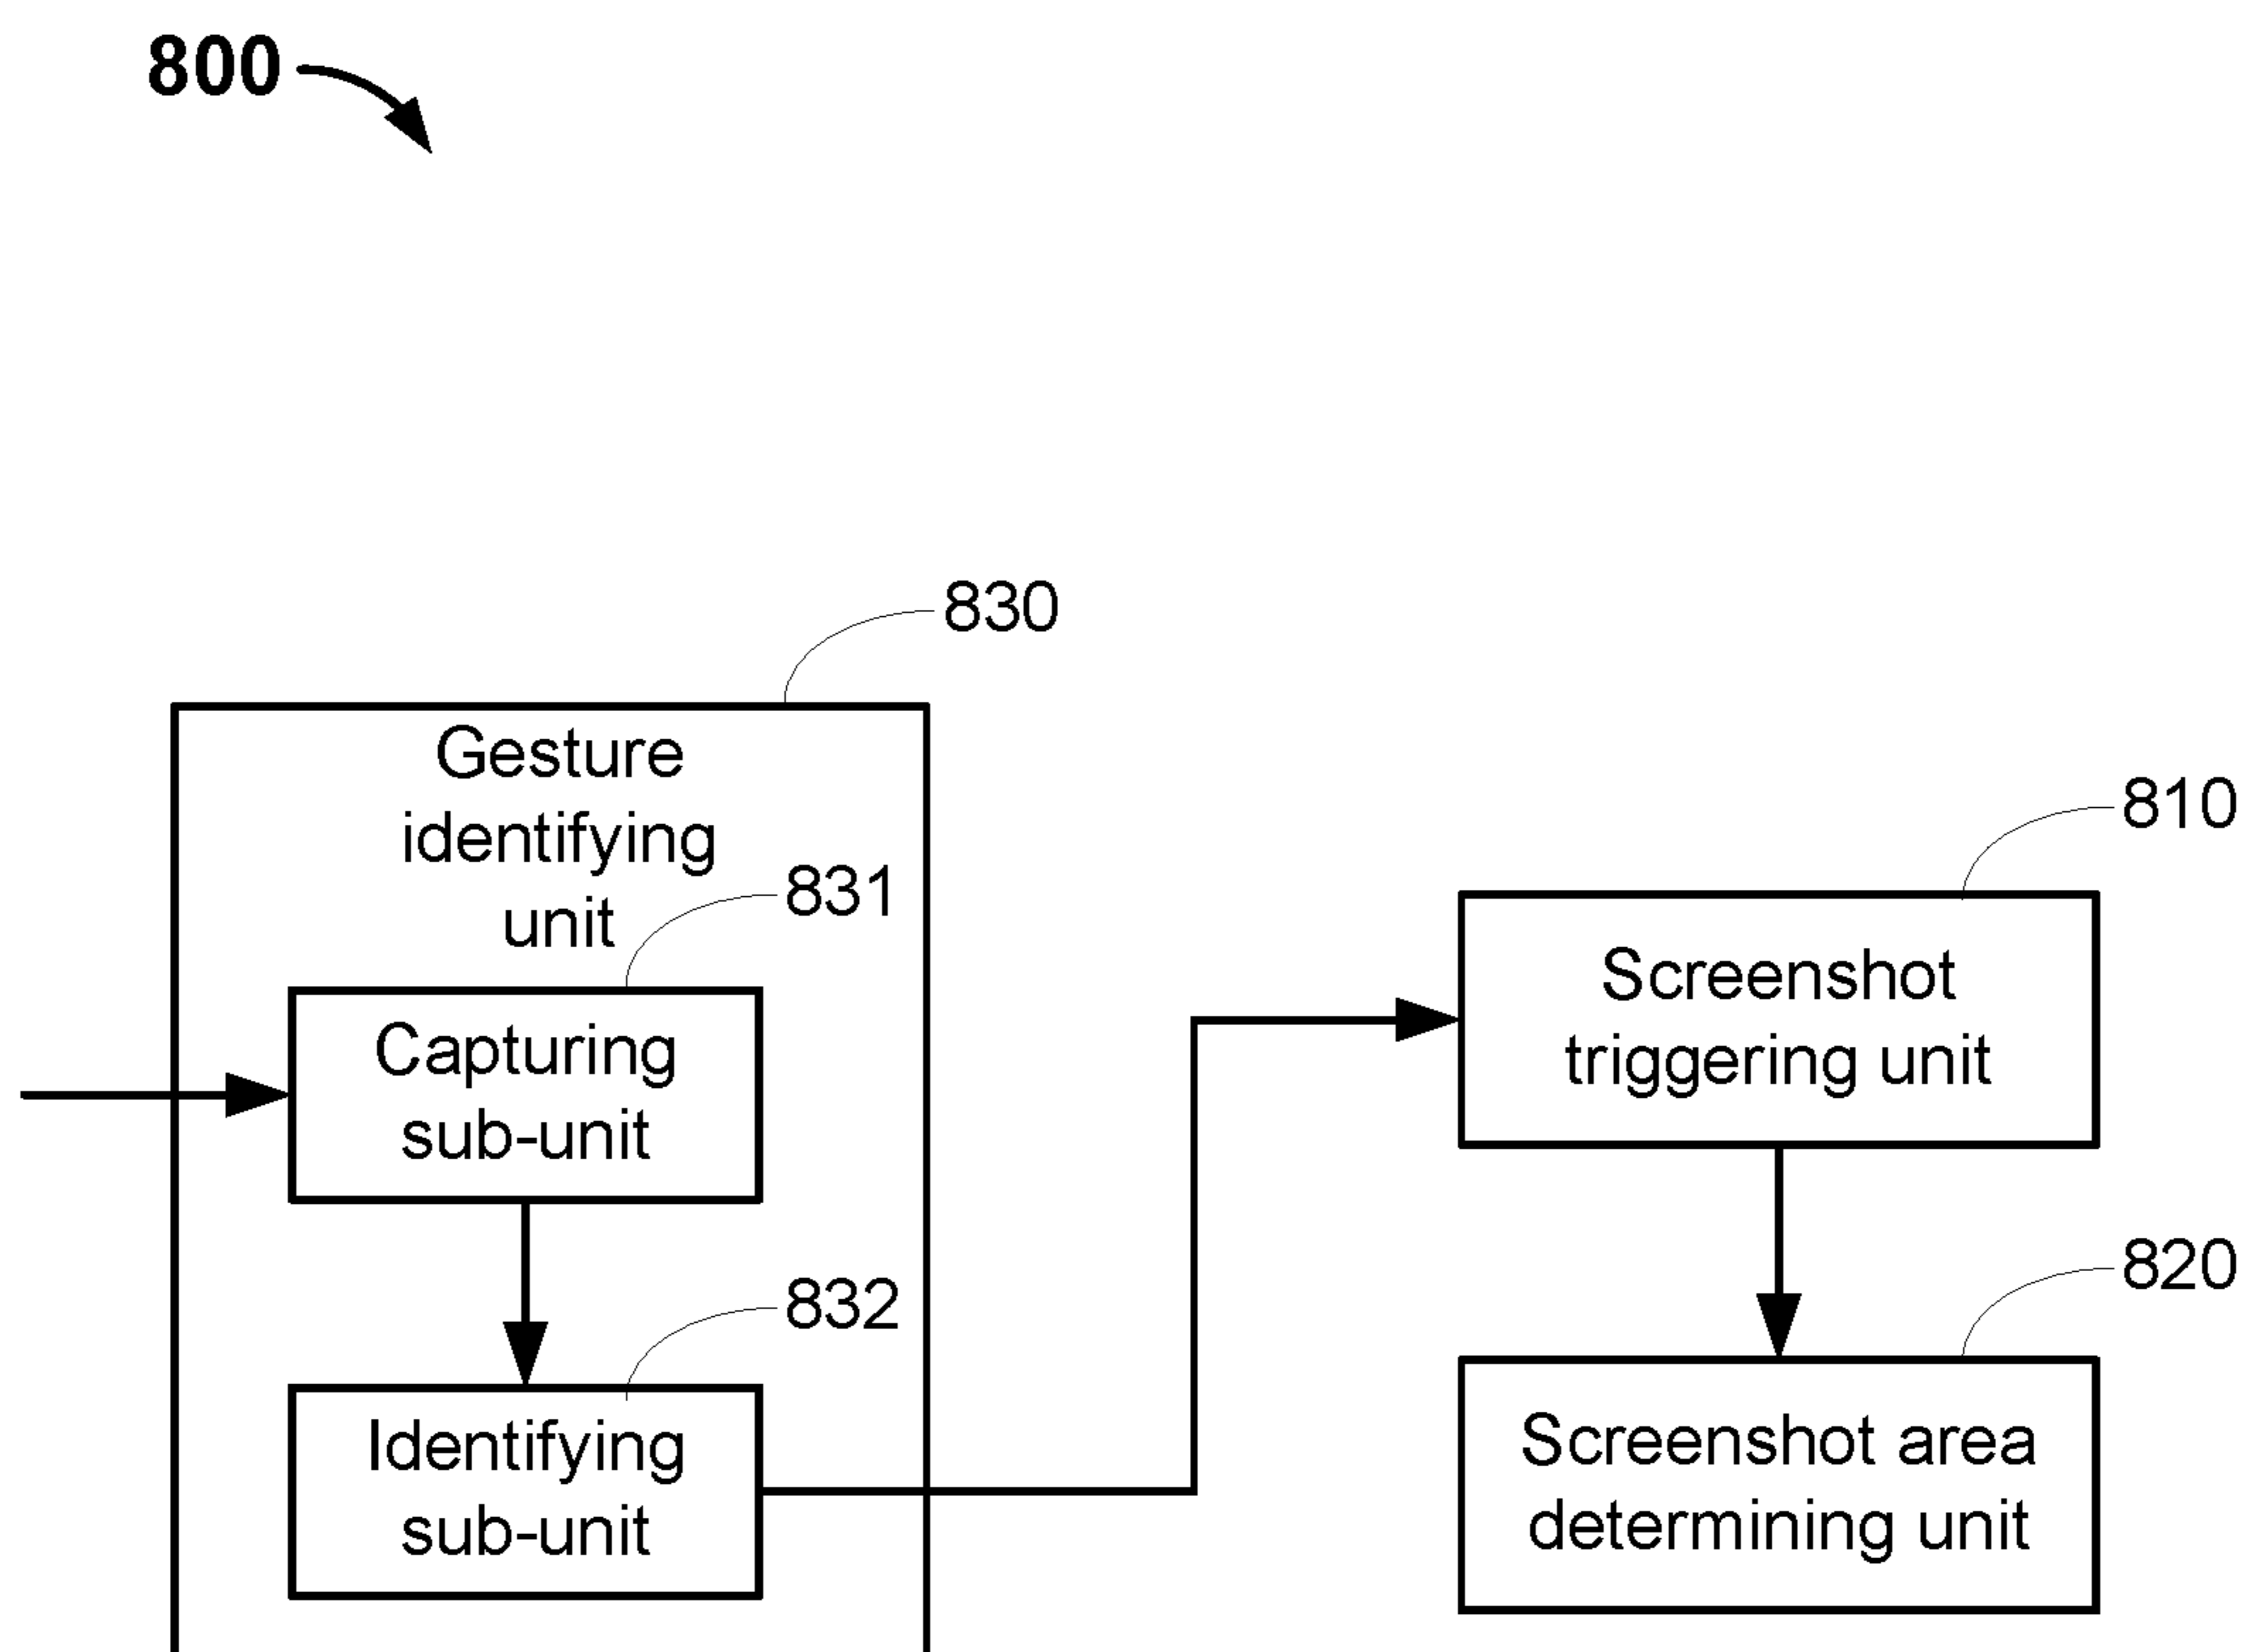 800
830
Gesture
identifying
unit
831
Capturing
sub-unit
832
Identifying
sub-unit
810
Screenshot
triggering unit
820
Screenshot area
determining unit